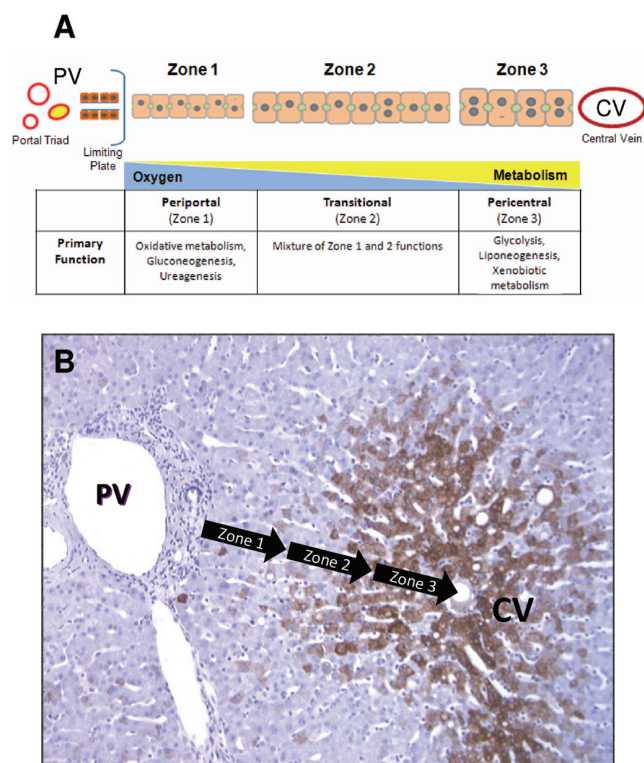 A
Zone 1 Zone 2 Zone 3
PV
CV
Portal Triad
Central Vein
Limiting
Plate
Oxygen Metabolism
Periportal
(Zone 1)
Transitional
(Zone 2)
Pericentral
(Zone 3)
Primary
Function
Oxidative metabolism,
Gluconeogenesis,
Ureagenesis
Mixture of Zone 1 and 2 functions
Glycolysis,
Liponeogenesis,
Xenobiotic
metabolism
B
PV
Zone 1
Zone 2
Zone 3
CV